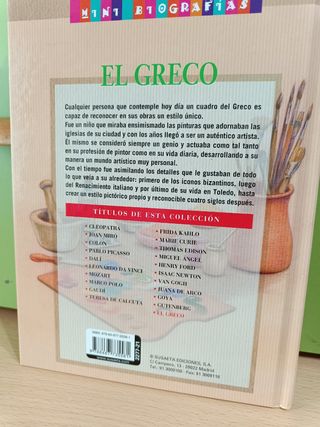 MINI BIOGRAFÍAS
EL GRECO
Cualquier persona que contemple hoy día un cuadro del Greco es
capaz de reconocer en sus obras un estilo único.
Fue un niño que miraba ensimismado las pinturas que adornaban las
iglesias de su ciudad y con los años llegó a ser un auténtico artista.
Él mismo se consideró siempre un genio y actuaba como tal tanto
en su profesión de pintor como en su vida diaria, desarrollando a su
manera un mundo artístico muy personal.
Con el tiempo fue asimilando los detalles que le gustaban de todo
lo que veía a su alrededor: primero de los iconos bizantinos, luego
del Renacimiento italiano y por último de su vida en Toledo, hasta
crear un estilo pictórico propio y reconocible cuatro siglos después.
TÍTULOS DE ESTA COLECCIÓN
CLEOPATRA
JOAN MIRÓ
COLÓN
PABLO PICASSO
DALÍ
LEONARDO DA VINCI
MOZART
MARCO POLO
GAUDÍ
TERESA DE CALCUTA
FRIDA KAHLO
MARIE CURIE
THOMAS EDISON
MIGUEL ÁNGEL
HENRY FORD
ISAAC NEWTON
VAN GOGH
JUANA DE ARCO
GOYA
GUTENBERG
EL GRECO
© SUSAETA EDICIONES, S.A.
C/ Campezo, 13 - 28022 Madrid
Tel.: 91 3009100 - Fax: 91 3009118